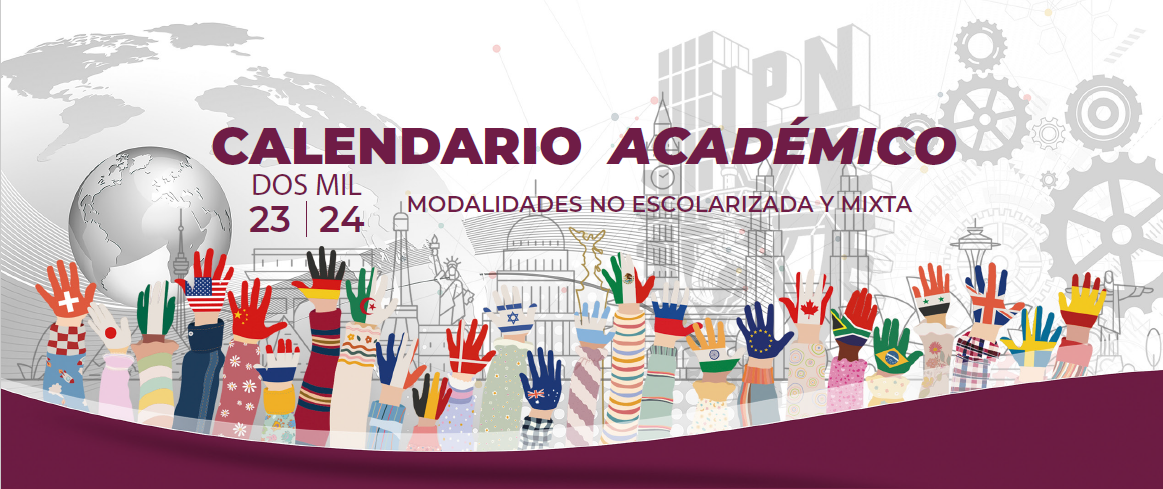 IPN
CALENDARIO ACADÉMICO
DOS MIL
23 | 24
MODALIDADES NO ESCOLARIZADA Y MIXTA